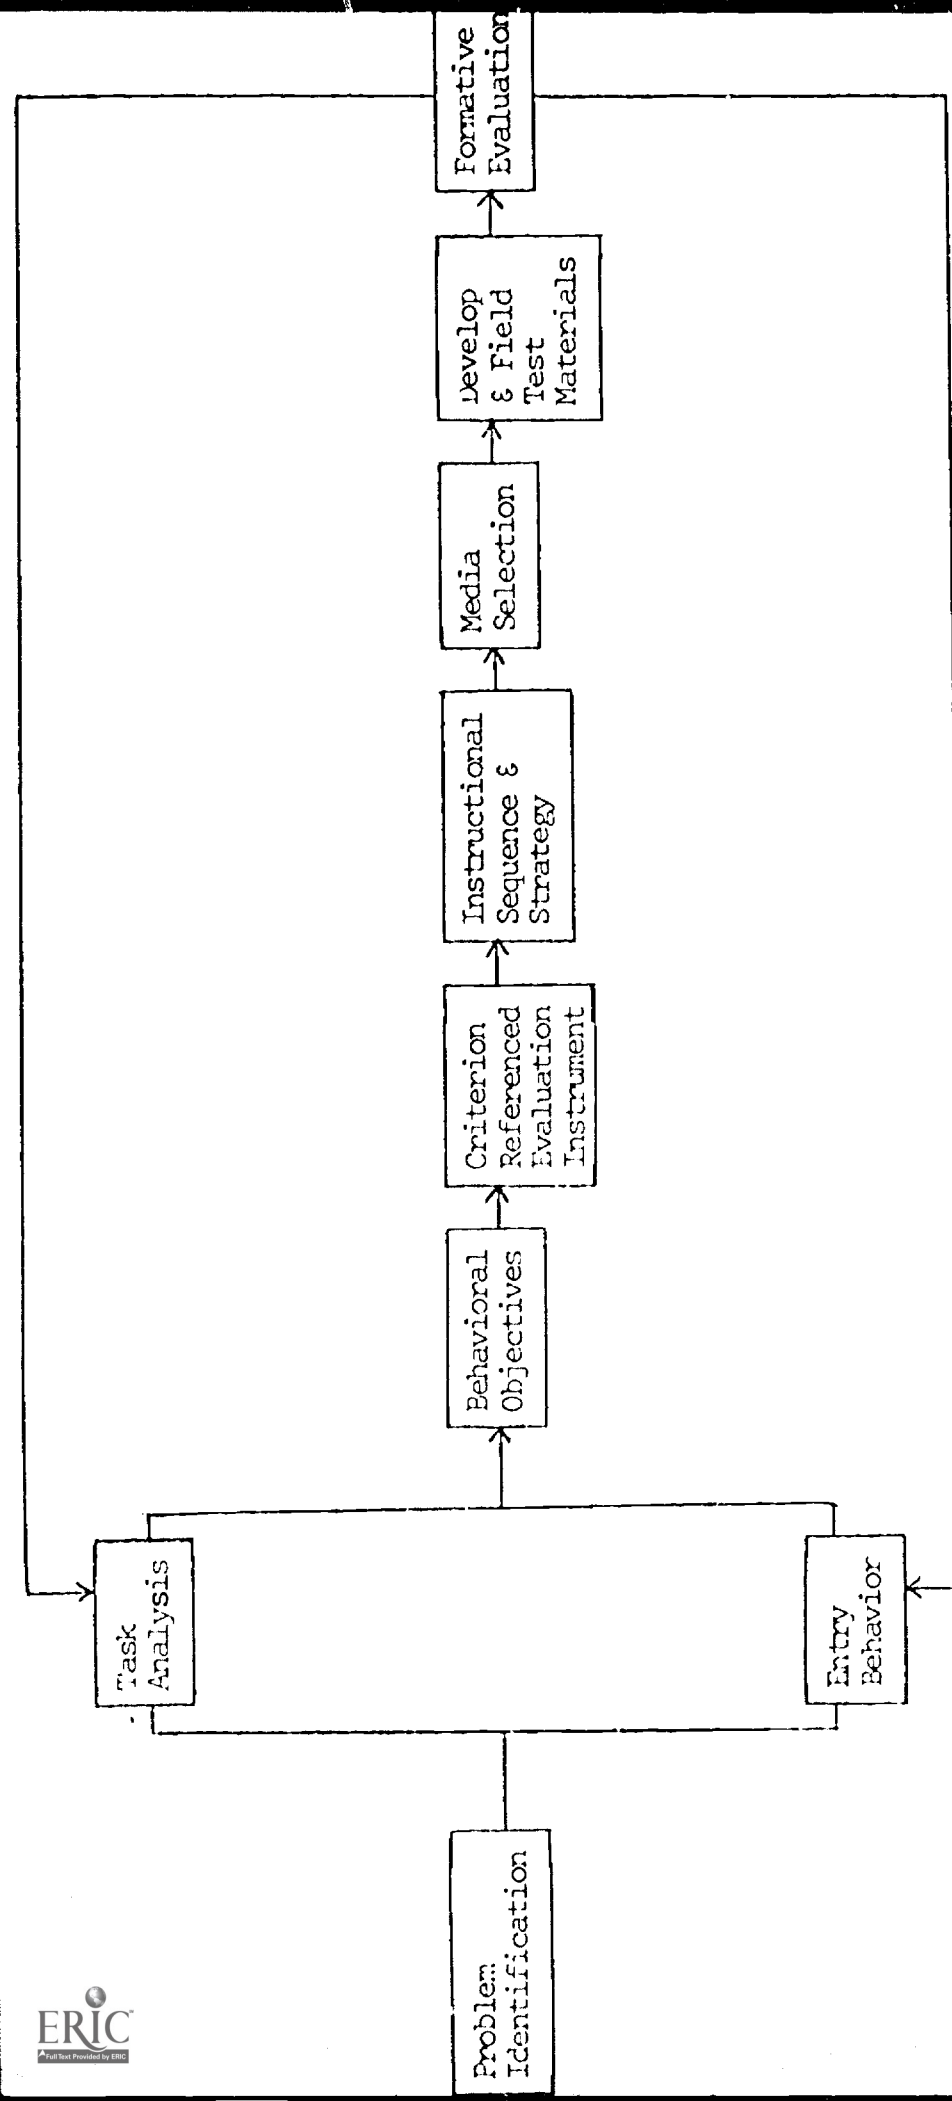 Problem
Identification
Task
Analysis
Entry
Behavior
Behavioral
Objectives
Criterion
Referenced
Evaluation
Instrument
Instructional
Sequence &
Strategy
Media
Selection
Develop
& Field
Test
Materials
Formative
Evaluation
ERIC
Full Text Provided by ERIC